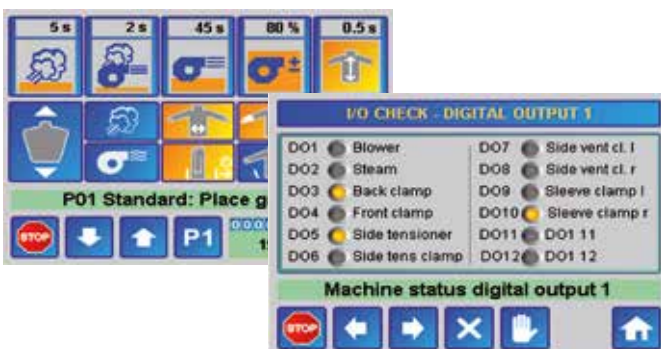 5 s 2 s 45 s 80 % 0.5 s
P01 Standard: Place g
STOP P1
I/O CHECK - DIGITAL OUTPUT 1
DO1 Blower DO7 Side vent cl. l
DO2 Steam DO8 Side vent cl. r
DO3 Back clamp DO9 Sleeve clamp l
DO4 Front clamp DO10 Sleeve clamp r
DO5 Side tensioner DO11 DO1 11
DO6 Side tens clamp DO12 DO1 12
Machine status digital output 1
STOP